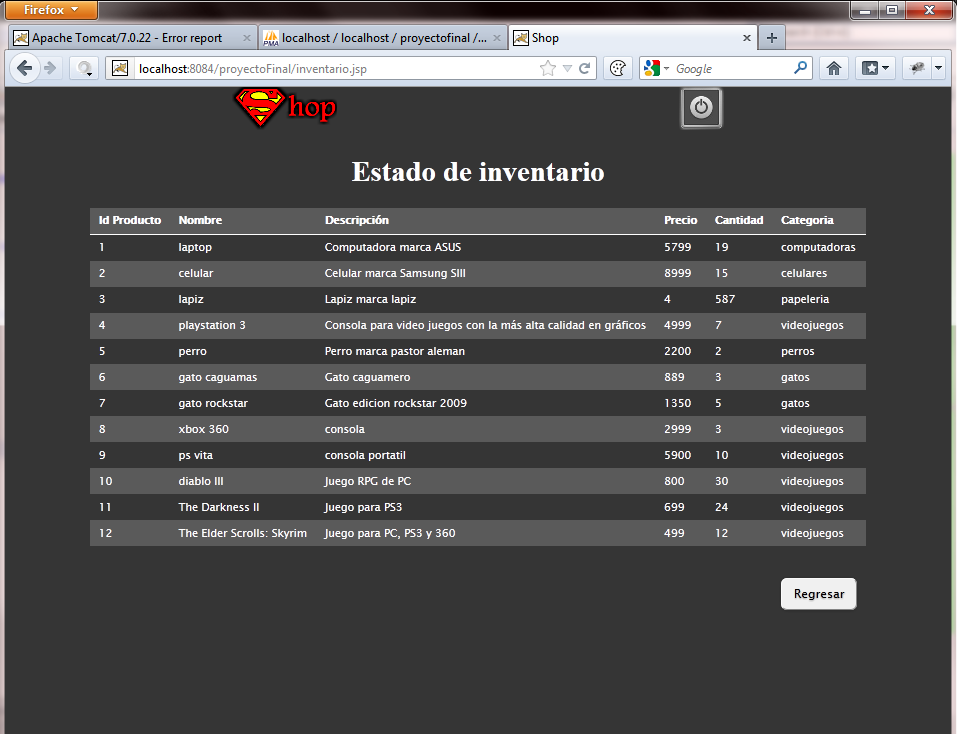 Firefox
Apache Tomcat/7.0.22 - Error report
localhost / localhost / proyectofinal /...
Shop
localhost:8084/proyectoFinal/inventario.jsp
Google
Shop
Estado de inventario
Id Producto Nombre Descripción Precio Cantidad Categoria
1 laptop Computadora marca ASUS 5799 19 computadoras
2 celular Celular marca Samsung SIII 8999 15 celulares
3 lapiz Lapiz marca lapiz 4 587 papeleria
4 playstation 3 Consola para video juegos con la más alta calidad en gráficos 4999 7 videojuegos
5 perro Perro marca pastor aleman 2200 2 perros
6 gato caguamas Gato caguamero 889 3 gatos
7 gato rockstar Gato edicion rockstar 2009 1350 5 gatos
8 xbox 360 consola 2999 3 videojuegos
9 ps vita consola portatil 5900 10 videojuegos
10 diablo III Juego RPG de PC 800 30 videojuegos
11 The Darkness II Juego para PS3 699 24 videojuegos
12 The Elder Scrolls: Skyrim Juego para PC, PS3 y 360 499 12 videojuegos
Regresar